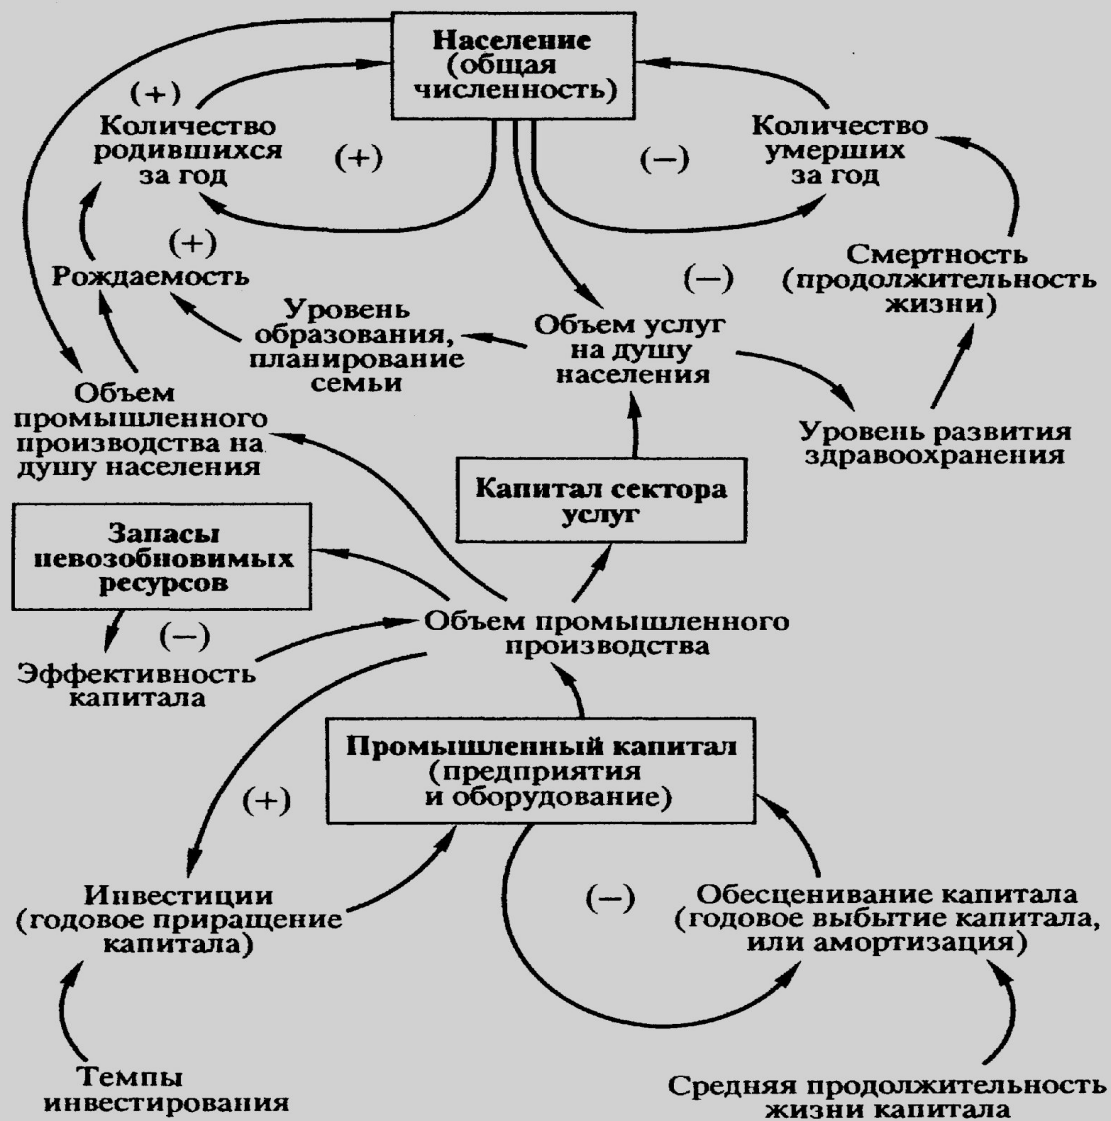 Население
(общая
численность)
(+)
Количество
родившихся
за год
(+)
(−)
Количество
умерших
за год
(+)
Рождаемость
(−)
Смертность
(продолжительность
жизни)
Уровень
образования,
планирование
семьи
Объем услуг
на душу
населения
Объем
промышленного
производства на
душу населения
Уровень развития
здравоохранения
Капитал сектора
услуг
Запасы
невозобновимых
ресурсов
(−)
Эффективность
капитала
Объем промышленного
производства
Промышленный капитал
(предприятия
и оборудование)
(+)
Инвестиции
(годовое приращение
капитала)
(−)
Обесценивание капитала
(годовое выбытие капитала,
или амортизация)
Темпы
инвестирования
Средняя продолжительность
жизни капитала